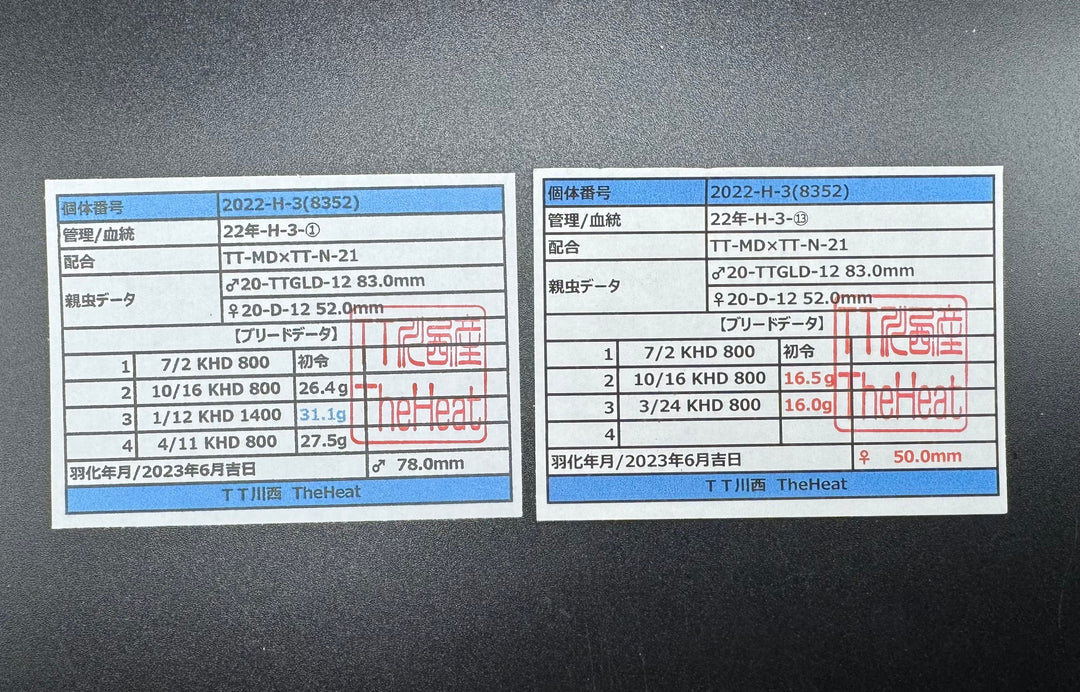 個体番号 2022-H-3(8352)
管理/血統 22年-H-3-①
配合 TT-MD×TT-N-21
親虫データ ♂20-TTGLD-12 83.0mm
♀20-D-12 52.0mm
【ブリードデータ】
1 7/2 KHD 800 初令
2 10/16 KHD 800 26.4g
3 1/12 KHD 1400 31.1g
4 4/11 KHD 800 27.5g
TT川西産
TheHeat
羽化年月/2023年6月吉日 ♂ 78.0mm
TT川西 TheHeat
個体番号 2022-H-3(8352)
管理/血統 22年-H-3-⑬
配合 TT-MD×TT-N-21
親虫データ ♂20-TTGLD-12 83.0mm
♀20-D-12 52.0mm
【ブリードデータ】
1 7/2 KHD 800 初令
2 10/16 KHD 800 16.5g
3 3/24 KHD 800 16.0g
4
TT川西産
TheHeat
羽化年月/2023年6月吉日 ♀ 50.0mm
TT川西 TheHeat